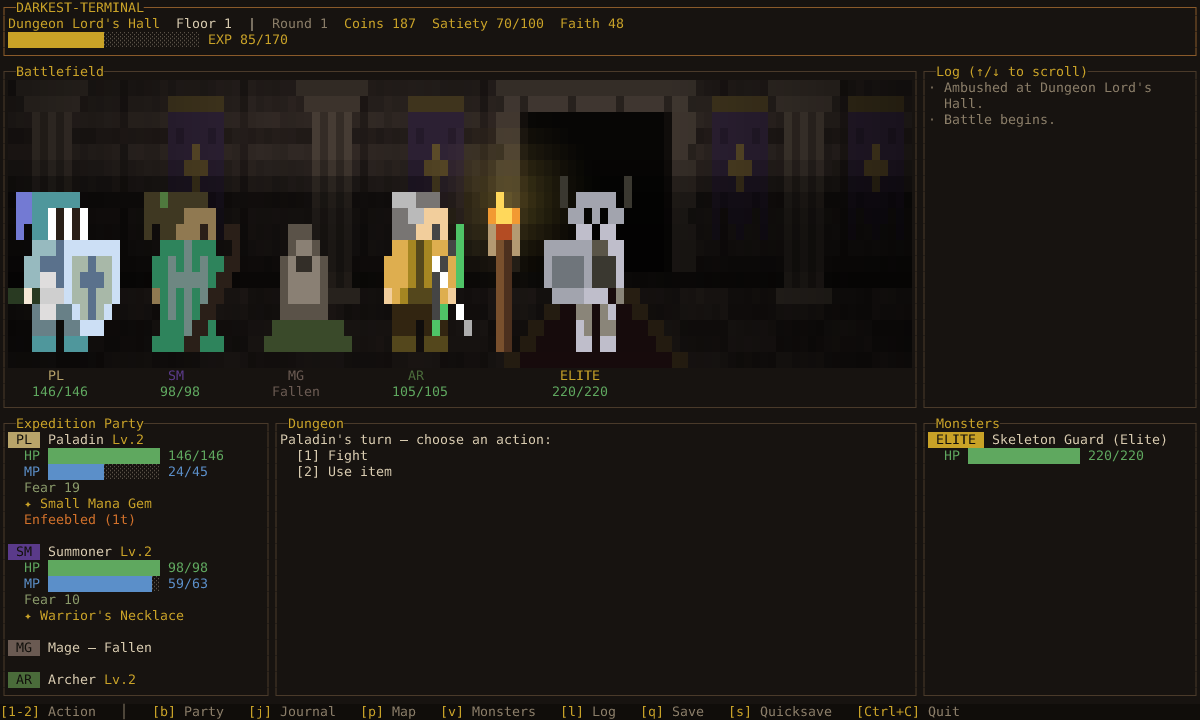 DARKEST-TERMINAL
Dungeon Lord's Hall  Floor 1  |  Round 1  Coins 187  Satiety 70/100  Faith 48
EXP 85/170
Battlefield
PL  SM  MG  AR  ELITE
146/146  98/98  Fallen  105/105  220/220
Log (↑/↓ to scroll)
· Ambushed at Dungeon Lord's
Hall.
· Battle begins.
Expedition Party
PL  Paladin Lv.2
HP  146/146
MP  24/45
Fear 19
✦ Small Mana Gem
Enfeebled (1t)
SM  Summoner Lv.2
HP  98/98
MP  59/63
Fear 10
✦ Warrior's Necklace
MG  Mage — Fallen
AR  Archer Lv.2
Dungeon
Paladin's turn — choose an action:
[1] Fight
[2] Use item
Monsters
ELITE  Skeleton Guard (Elite)
HP  220/220
[1-2] Action  │  [b] Party  [j] Journal  [p] Map  [v] Monsters  [l] Log  [q] Save  [s] Quicksave  [Ctrl+C] Quit